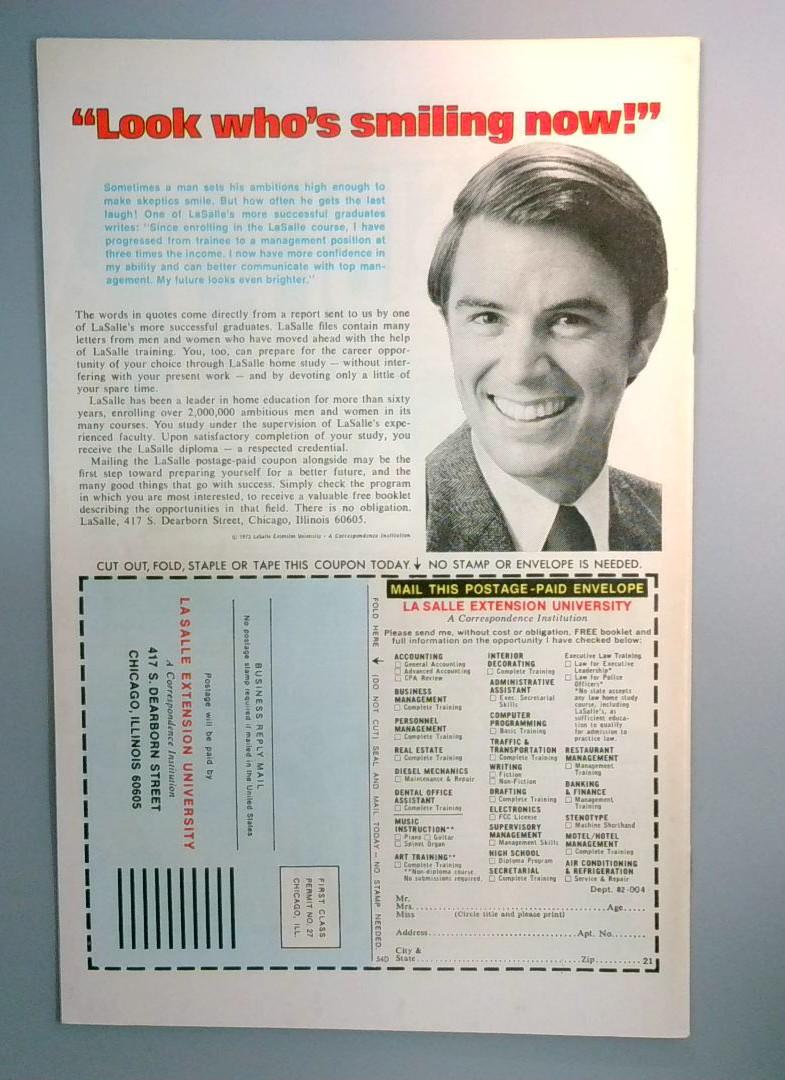 “Look who's smiling now!”
Sometimes a man sets his ambitions high enough to
make skeptics smile. But how often he gets the last
laugh! One of LaSalle's more successful graduates
writes: "Since enrolling in the LaSalle course, I have
progressed from trainee to a management position at
three times the income. I now have more confidence in
my ability and can better communicate with top man-
agement. My future looks even brighter."
The words in quotes come directly from a report sent to us by one
of LaSalle's more successful graduates. LaSalle files contain many
letters from men and women who have moved ahead with the help
of LaSalle training. You, too, can prepare for the career oppor-
tunity of your choice through LaSalle home study — without inter-
fering with your present work — and by devoting only a little of
your spare time.
LaSalle has been a leader in home education for more than sixty
years, enrolling over 2,000,000 ambitious men and women in its
many courses. You study under the supervision of LaSalle's expe-
rienced faculty. Upon satisfactory completion of your study, you
receive the LaSalle diploma — a respected credential.
Mailing the LaSalle postage-paid coupon alongside may be the
first step toward preparing yourself for a better future, and the
many good things that go with success. Simply check the program
in which you are most interested, to receive a valuable free booklet
describing the opportunities in that field. There is no obligation.
LaSalle, 417 S. Dearborn Street, Chicago, Illinois 60605.
LaSalle Extension University - A Correspondence Institution
CUT OUT, FOLD, STAPLE OR TAPE THIS COUPON TODAY ↓ NO STAMP OR ENVELOPE IS NEEDED.
BUSINESS REPLY MAIL
No postage stamp required if mailed in the United States
Postage will be paid by
LA SALLE EXTENSION UNIVERSITY
A Correspondence Institution
417 S. DEARBORN STREET
CHICAGO, ILLINOIS 60605
FIRST CLASS
PERMIT NO. 27
CHICAGO, ILL.
FOLD HERE ← (DO NOT CUT) SEAL AND MAIL TODAY — NO STAMP NEEDED.
MAIL THIS POSTAGE-PAID ENVELOPE
LA SALLE EXTENSION UNIVERSITY
A Correspondence Institution
Please send me, without cost or obligation, FREE booklet and
full information on the opportunity I have checked below:
ACCOUNTING
☐ General Accounting
☐ Advanced Accounting
☐ CPA Review
BUSINESS
MANAGEMENT
☐ Complete Training
PERSONNEL
MANAGEMENT
☐ Complete Training
REAL ESTATE
☐ Complete Training
DIESEL MECHANICS
☐ Maintenance & Repair
DENTAL OFFICE
ASSISTANT
☐ Complete Training
MUSIC
INSTRUCTION**
☐ Piano ☐ Guitar
☐ Spinet Organ
ART TRAINING**
☐ Complete Training
**Non-diploma course.
No submissions required.
INTERIOR
DECORATING
☐ Complete Training
ADMINISTRATIVE
ASSISTANT
☐ Exec. Secretarial
Skills
COMPUTER
PROGRAMMING
☐ Basic Training
TRAFFIC &
TRANSPORTATION
☐ Complete Training
WRITING
☐ Fiction
☐ Non-Fiction
DRAFTING
☐ Complete Training
ELECTRONICS
☐ FCC License
SUPERVISORY
MANAGEMENT
☐ Management Skills
HIGH SCHOOL
☐ Diploma Program
SECRETARIAL
☐ Complete Training
Executive Law Training
☐ Law for Executive
Leadership*
☐ Law for Police
Officers*
*No state accepts
any law home study
course, including
LaSalle's, as
sufficient educa-
tion to qualify
for admission to
practice law.
RESTAURANT
MANAGEMENT
☐ Management
Training
BANKING
& FINANCE
☐ Management
Training
STENOTYPE
☐ Machine Shorthand
MOTEL/HOTEL
MANAGEMENT
☐ Complete Training
AIR CONDITIONING
& REFRIGERATION
☐ Service & Repair
Dept. 82-004
Mr.
Mrs. Age
Miss (Circle title and please print)
Address Apt. No.
City &
State Zip 21
54D